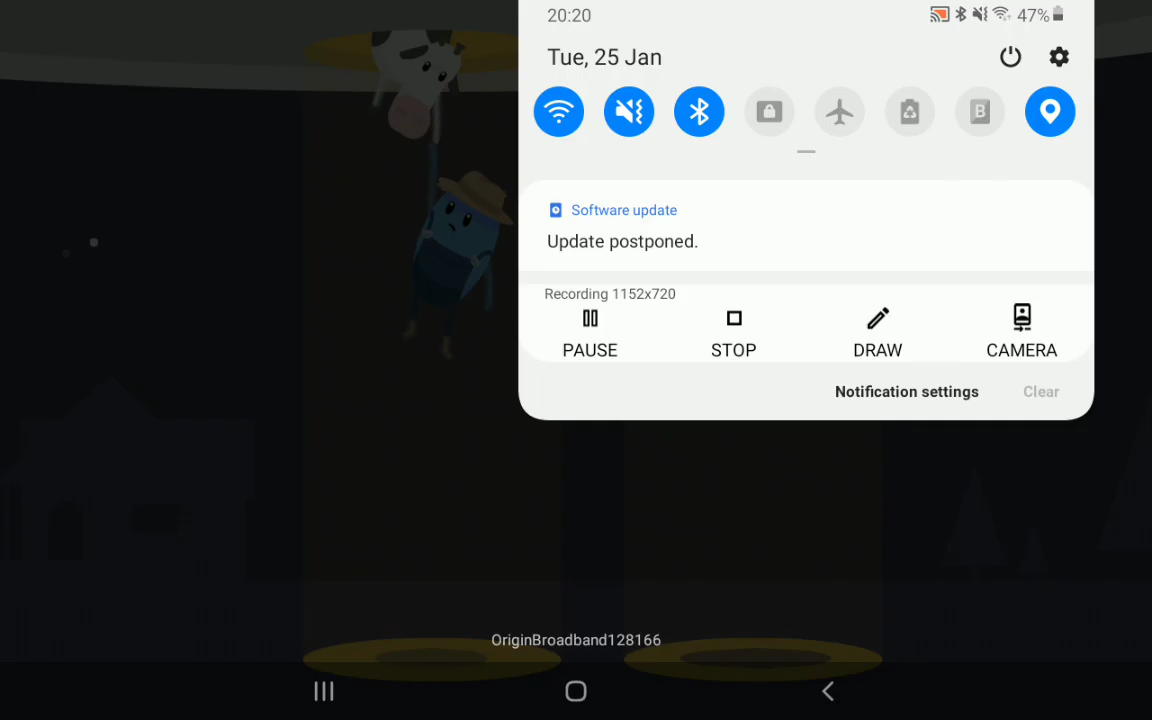 20:20
47%
Tue, 25 Jan
B
Software update
Update postponed.
Recording 1152x720
PAUSE STOP DRAW CAMERA
Notification settings Clear
OriginBroadband128166